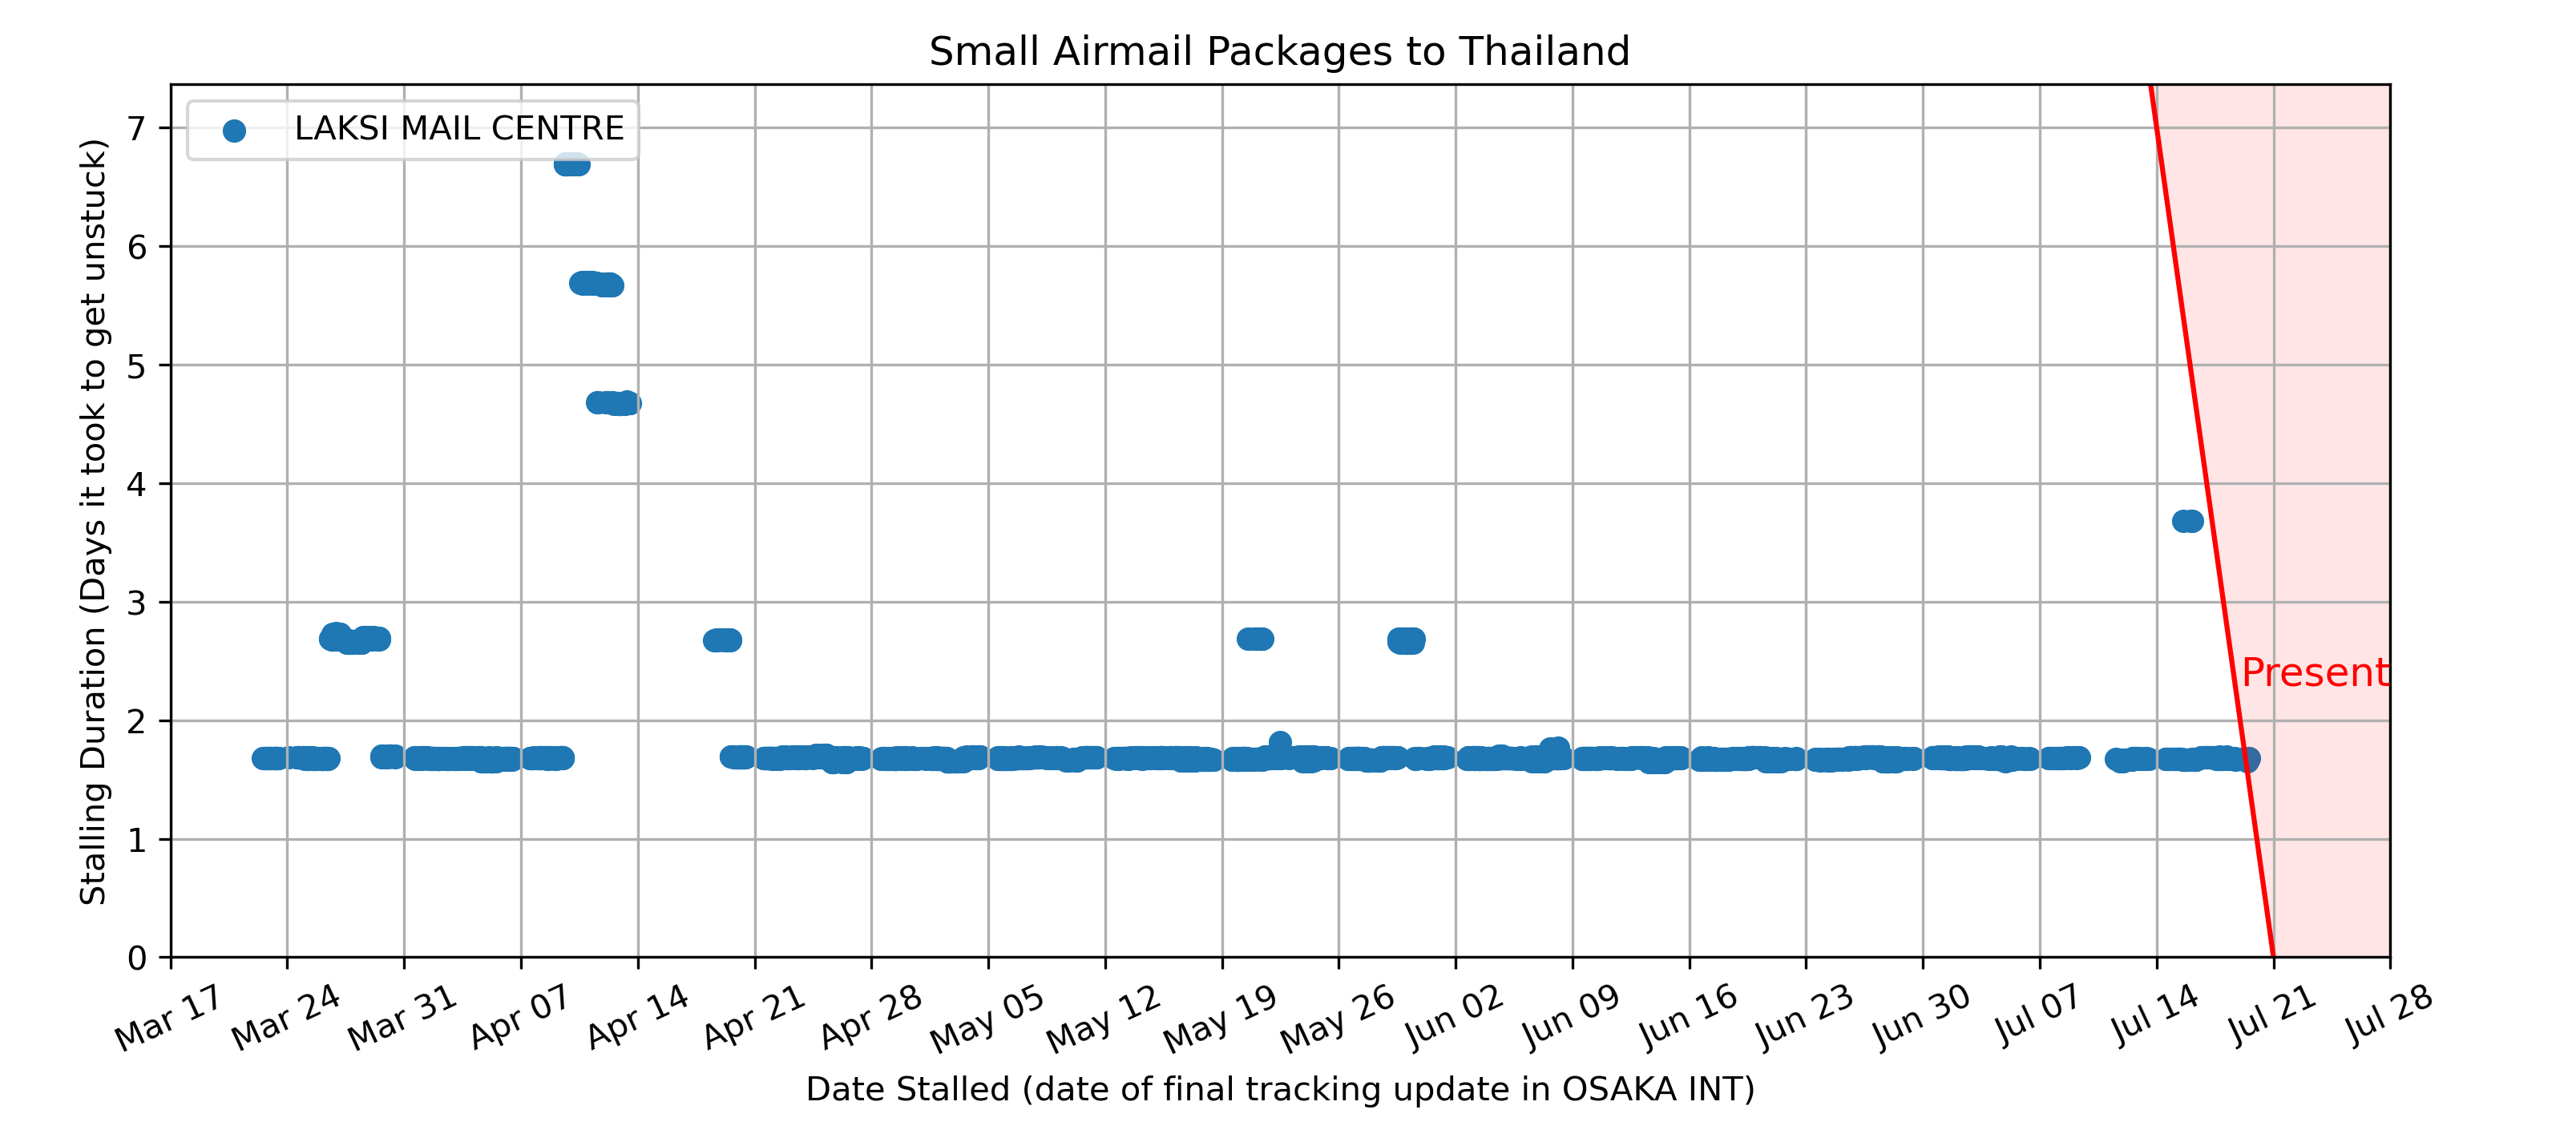 Small Airmail Packages to Thailand
LAKSI MAIL CENTRE
Stalling Duration (Days it took to get unstuck)
7
6
5
4
3
2
1
0
Present
Mar 17 Mar 24 Mar 31 Apr 07 Apr 14 Apr 21 Apr 28 May 05 May 12 May 19 May 26 Jun 02 Jun 09 Jun 16 Jun 23 Jun 30 Jul 07 Jul 14 Jul 21 Jul 28
Date Stalled (date of final tracking update in OSAKA INT)